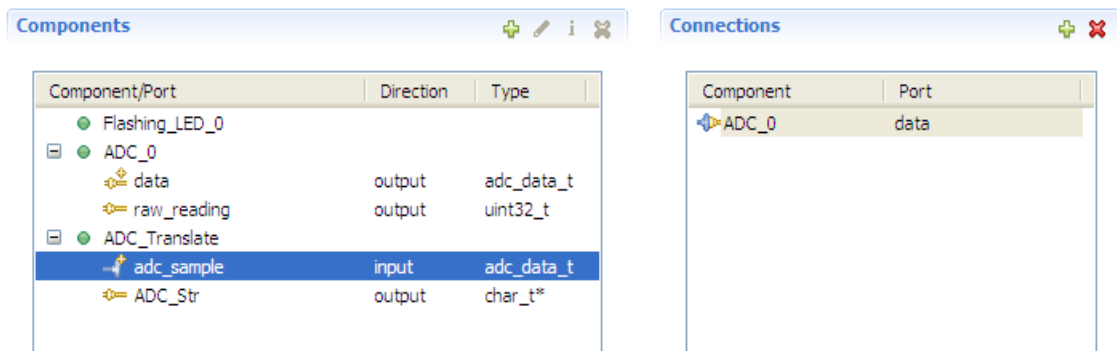 Components
Component/Port Direction Type
Flashing_LED_0
ADC_0
data output adc_data_t
raw_reading output uint32_t
ADC_Translate
adc_sample input adc_data_t
ADC_Str output char_t*
Connections
Component Port
ADC_0 data